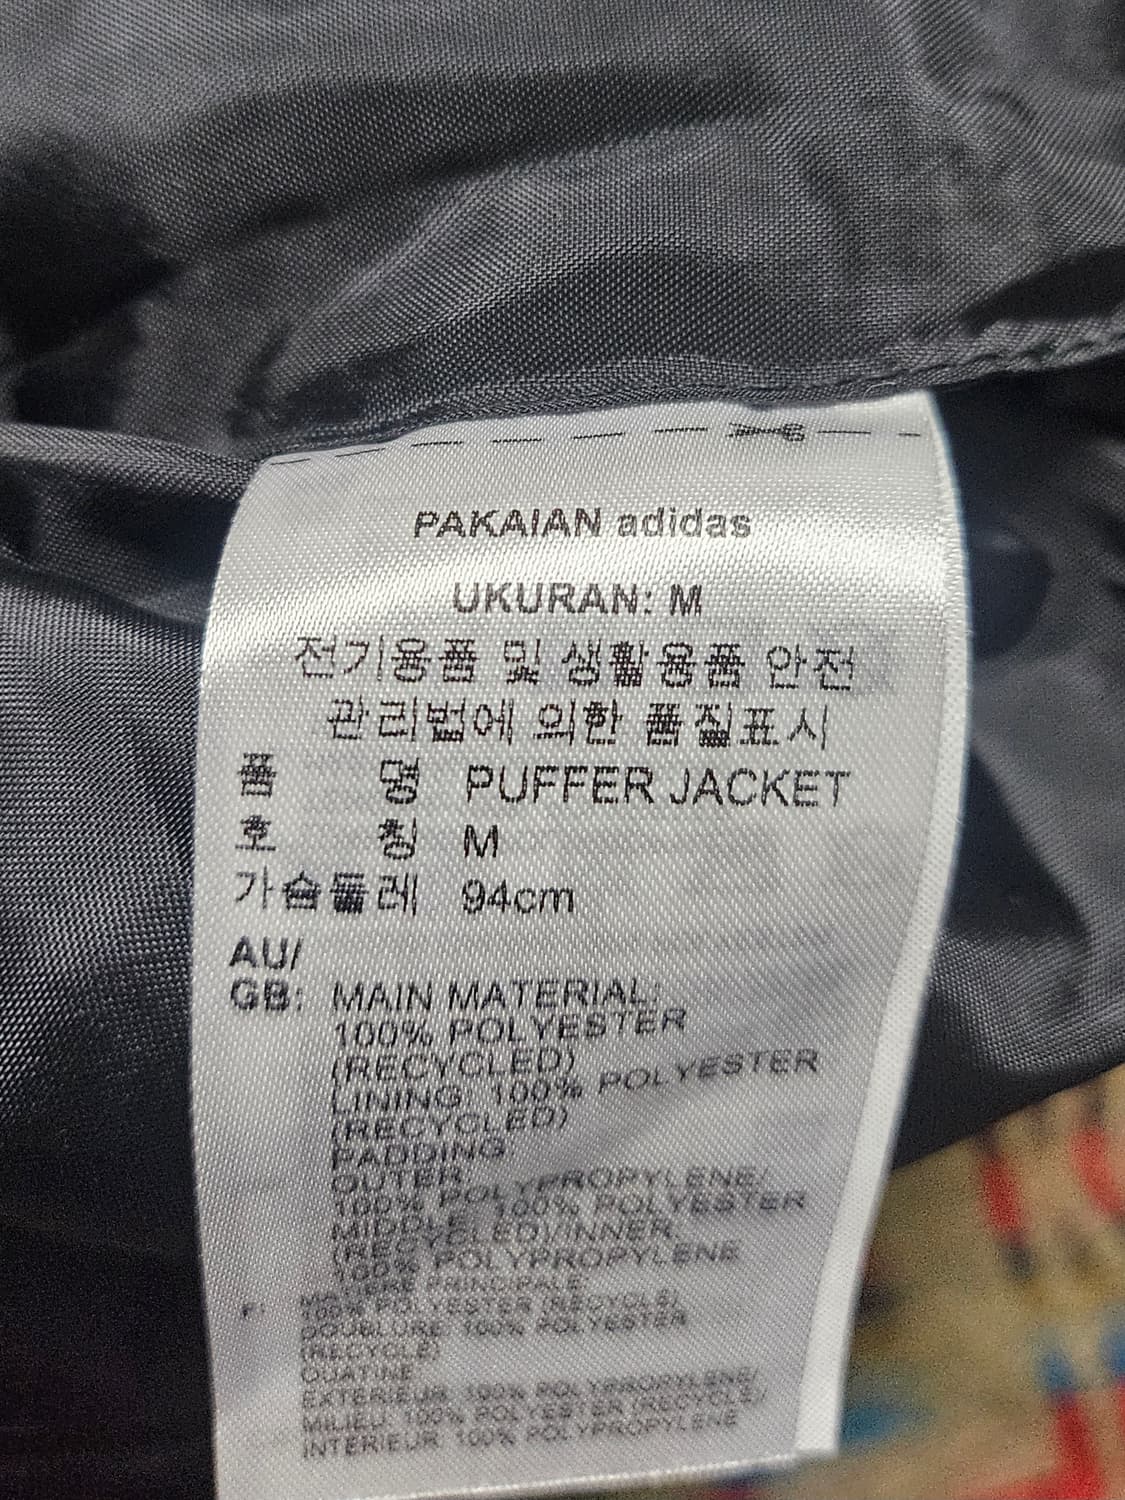 PAKAIAN adidas
UKURAN: M
전기용품 및 생활용품 안전
관리법에 의한 품질표시
품 명 PUFFER JACKET
호 칭 M
가슴둘레 94cm
AU/
GB: MAIN MATERIAL:
100% POLYESTER
(RECYCLED)
LINING: 100% POLYESTER
(RECYCLED)
PADDING:
OUTER:
100% POLYPROPYLENE/
MIDDLE: 100% POLYESTER
(RECYCLED)/INNER:
100% POLYPROPYLENE
F: MATIERE PRINCIPALE:
100% POLYESTER (RECYCLE)
DOUBLURE: 100% POLYESTER
(RECYCLE)
OUATINE
EXTERIEUR: 100% POLYPROPYLENE/
MILIEU: 100% POLYESTER (RECYCLE)/
INTERIEUR: 100% POLYPROPYLENE